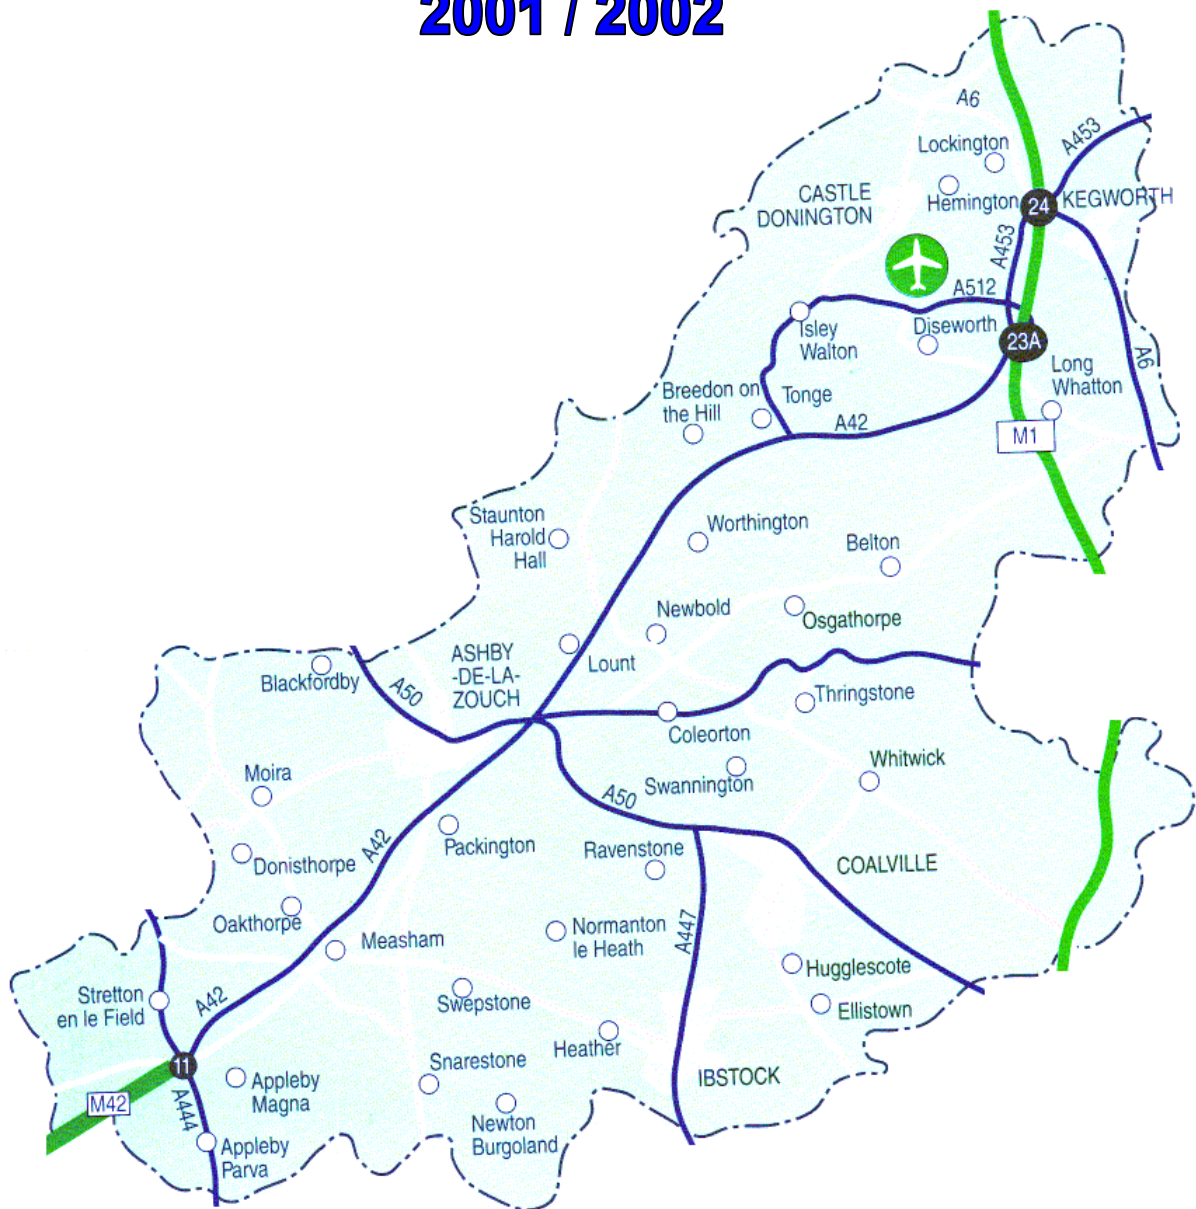 2001 / 2002
A6
A453
Lockington
CASTLE
DONINGTON
Hemington
24
KEGWORTH
A453
A512
Isley
Walton
Diseworth
23A
A6
Long
Whatton
Breedon on
the Hill
Tonge
A42
M1
Staunton
Harold
Hall
Worthington
Belton
Newbold
Osgathorpe
ASHBY
-DE-LA-
ZOUCH
Lount
Blackfordby
A50
Thringstone
Coleorton
Whitwick
Moira
Swannington
A50
A42
Packington
Ravenstone
COALVILLE
Donisthorpe
Oakthorpe
Measham
Normanton
le Heath
A447
Hugglescote
Stretton
en le Field
A42
Swepstone
Ellistown
Heather
11
Snarestone
IBSTOCK
Appleby
Magna
M42
A444
Newton
Burgoland
Appleby
Parva